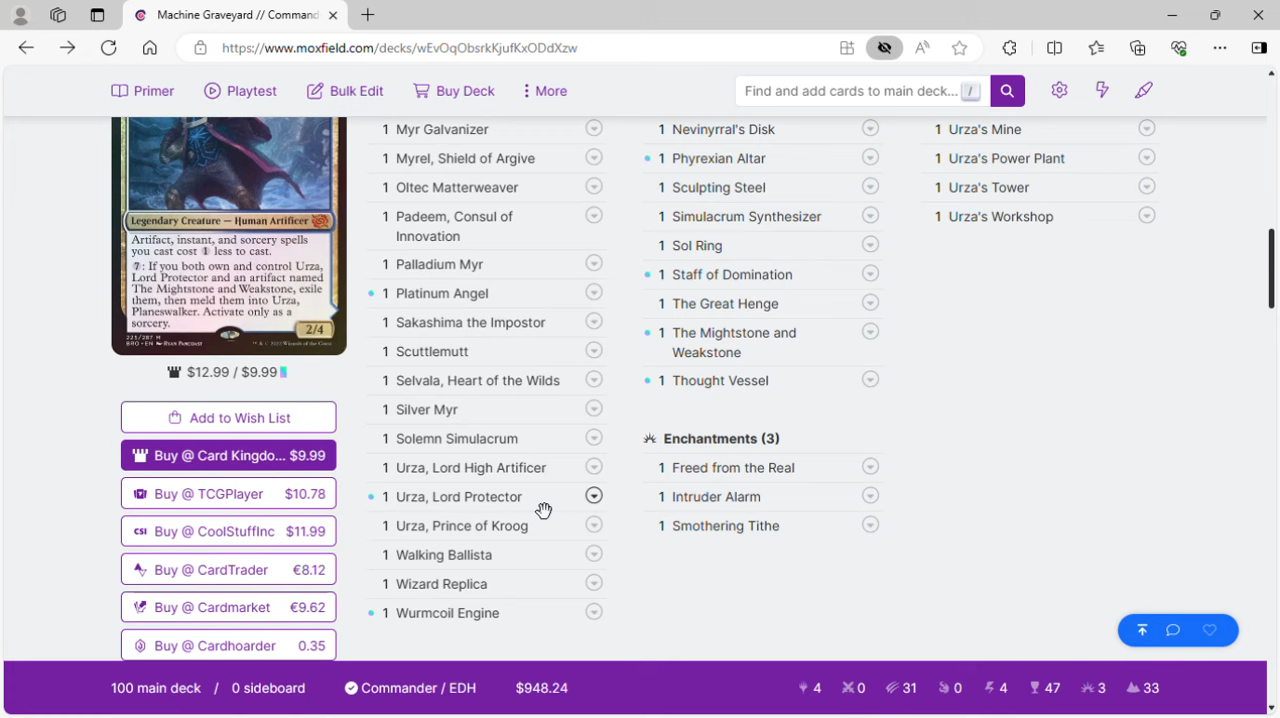 Machine Graveyard // Command
https://www.moxfield.com/decks/wEvOqObsrkKjufKxODdXzw
Primer
Playtest
Bulk Edit
Buy Deck
More
Find and add cards to main deck... /
Legendary Creature — Human Artificer
Artifact, instant, and sorcery spells
you cast cost 1 less to cast.
7: If you both own and control Urza,
Lord Protector and an artifact named
The Mightstone and Weakstone, exile
them, then meld them into Urza,
Planeswalker. Activate only as a
sorcery.
2/4
$12.99 / $9.99
Add to Wish List
Buy @ Card Kingdo... $9.99
Buy @ TCGPlayer $10.78
CSI Buy @ CoolStuffInc $11.99
Buy @ CardTrader €8.12
Buy @ Cardmarket €9.62
Buy @ Cardhoarder 0.35
1 Myr Galvanizer
1 Myrel, Shield of Argive
1 Oltec Matterweaver
1 Padeem, Consul of
Innovation
1 Palladium Myr
1 Platinum Angel
1 Sakashima the Impostor
1 Scuttlemutt
1 Selvala, Heart of the Wilds
1 Silver Myr
1 Solemn Simulacrum
1 Urza, Lord High Artificer
1 Urza, Lord Protector
1 Urza, Prince of Kroog
1 Walking Ballista
1 Wizard Replica
1 Wurmcoil Engine
1 Nevinyrral's Disk
1 Phyrexian Altar
1 Sculpting Steel
1 Simulacrum Synthesizer
1 Sol Ring
1 Staff of Domination
1 The Great Henge
1 The Mightstone and
Weakstone
1 Thought Vessel
Enchantments (3)
1 Freed from the Real
1 Intruder Alarm
1 Smothering Tithe
1 Urza's Mine
1 Urza's Power Plant
1 Urza's Tower
1 Urza's Workshop
100 main deck / 0 sideboard
Commander / EDH
$948.24
4 0 31 0 4 47 3 33